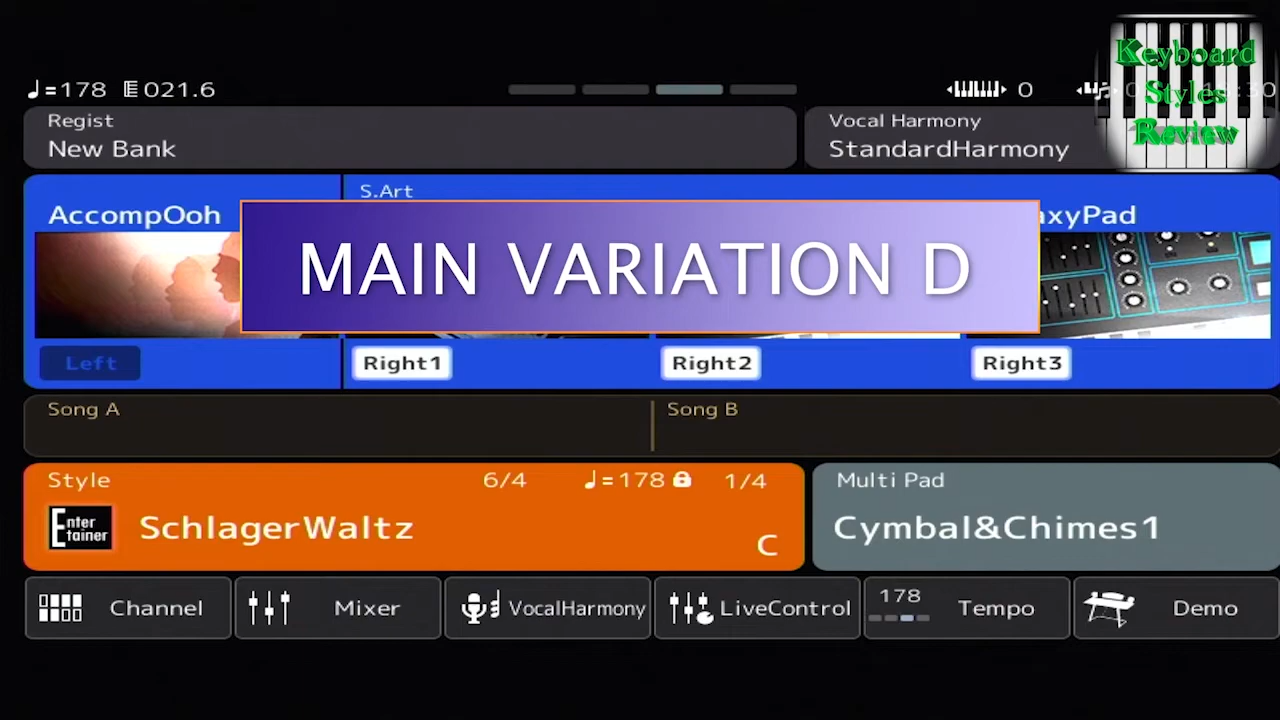 ♩=178 021.6
0
:30
Keyboard
Styles
Review
Regist
New Bank
Vocal Harmony
StandardHarmony
S.Art
AccompOoh
axyPad
MAIN VARIATION D
Left
Right1
Right2
Right3
Song A
Song B
Style
6/4
♩=178
1/4
Enter
tainer
SchlagerWaltz
C
Multi Pad
Cymbal&Chimes1
Channel
Mixer
VocalHarmony
LiveControl
178
Tempo
Demo